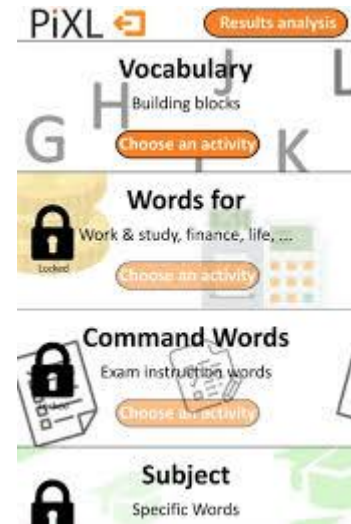 PiXL
Results analysis
Vocabulary
Building blocks
Choose an activity
G H J K L
Words for
Work & study, finance, life, ...
Locked
Choose an activity
Command Words
Exam instruction words
Choose an activity
Subject
Specific Words